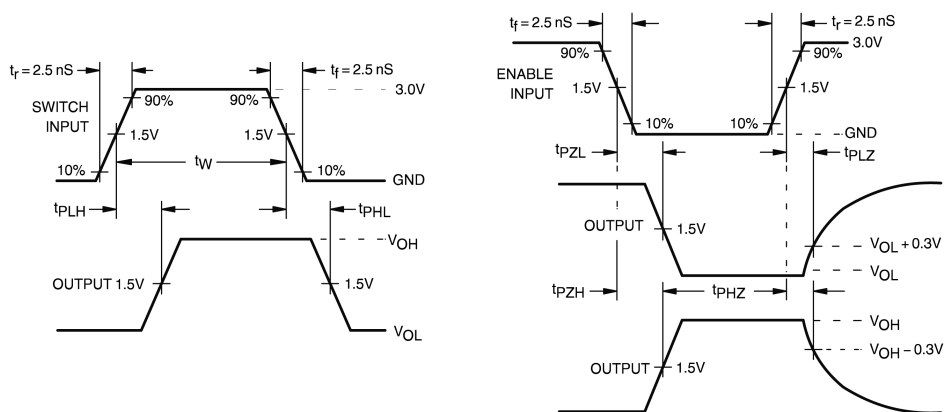 tr = 2.5 nS
tf = 2.5 nS
SWITCH
INPUT
90%
90%
3.0V
1.5V
1.5V
10%
tW
10%
GND
tPLH
tPHL
VOH
OUTPUT 1.5V
1.5V
VOL
tf = 2.5 nS
tr = 2.5 nS
3.0V
90%
90%
ENABLE
INPUT
1.5V
1.5V
10%
10%
GND
tPZL
tPLZ
OUTPUT
1.5V
VOL + 0.3V
VOL
tPZH
tPHZ
VOH
VOH – 0.3V
OUTPUT
1.5V